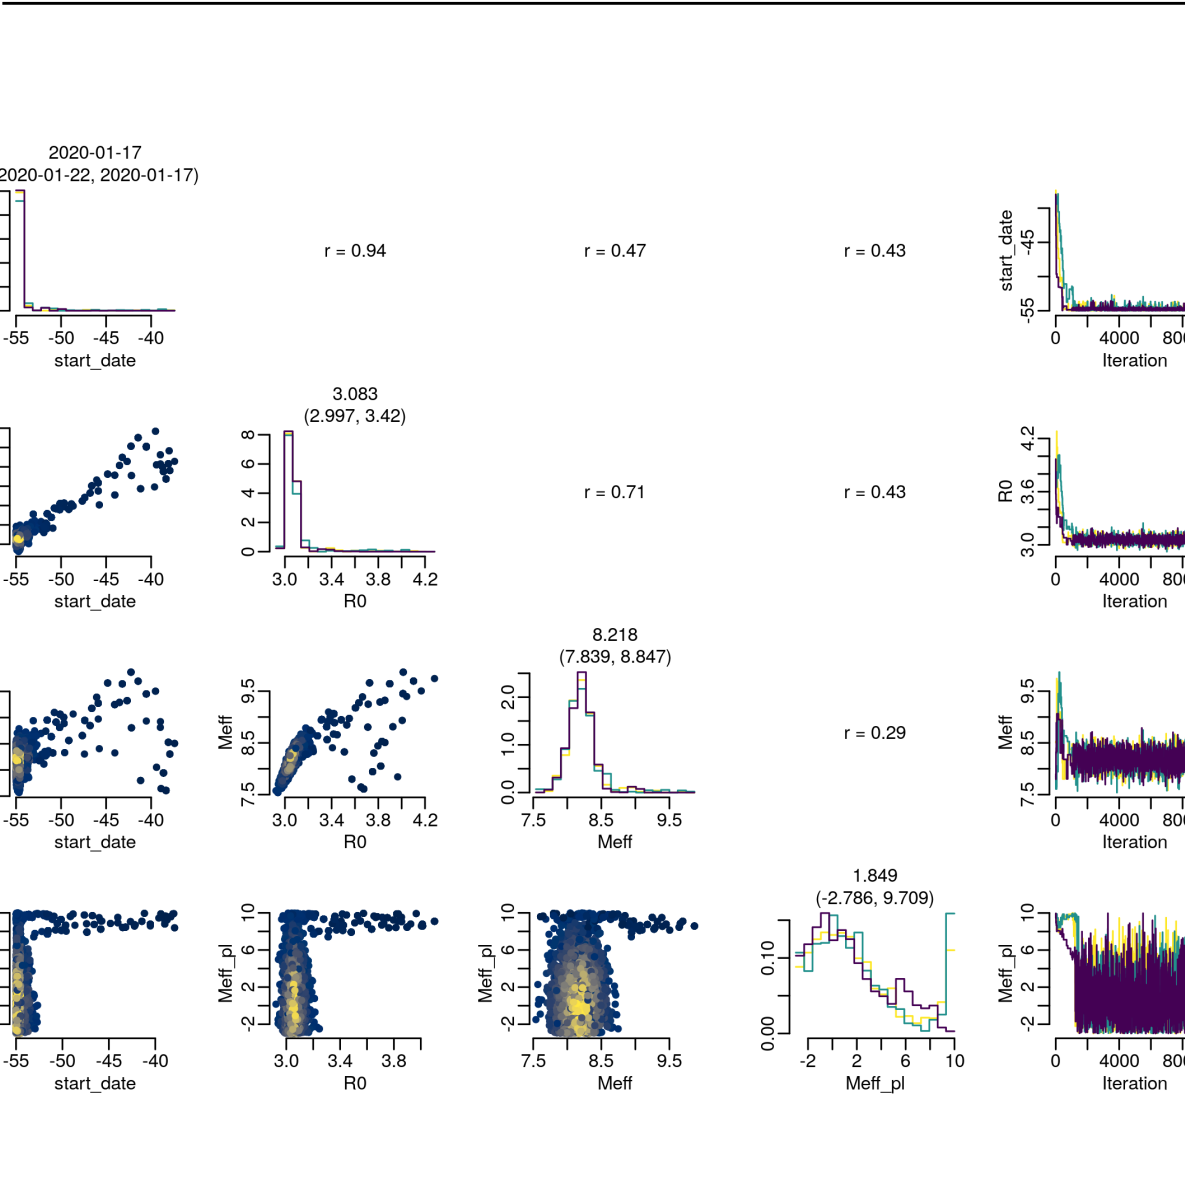 2020-01-17
2020-01-22, 2020-01-17)
-55 -50 -45 -40
start_date
r = 0.94
r = 0.47
r = 0.43
start_date
-45
-55
0 4000 800
Iteration
-55 -50 -45 -40
start_date
3.083
(2.997, 3.42)
8
6
4
2
0
3.0 3.4 3.8 4.2
R0
r = 0.71
r = 0.43
R0
4.2
3.6
3.0
0 4000 800
Iteration
-55 -50 -45 -40
start_date
Meff
9.5
8.5
7.5
3.0 3.4 3.8 4.2
R0
8.218
(7.839, 8.847)
2.0
1.0
0.0
7.5 8.5 9.5
Meff
r = 0.29
Meff
9.5
8.5
7.5
0 4000 800
Iteration
-55 -50 -45 -40
start_date
Meff_pl
10
6
2
-2
3.0 3.4 3.8
R0
Meff_pl
10
6
2
-2
7.5 8.5 9.5
Meff
1.849
(-2.786, 9.709)
0.10
0.00
-2 2 6 10
Meff_pl
Meff_pl
10
6
2
-2
0 4000 800
Iteration